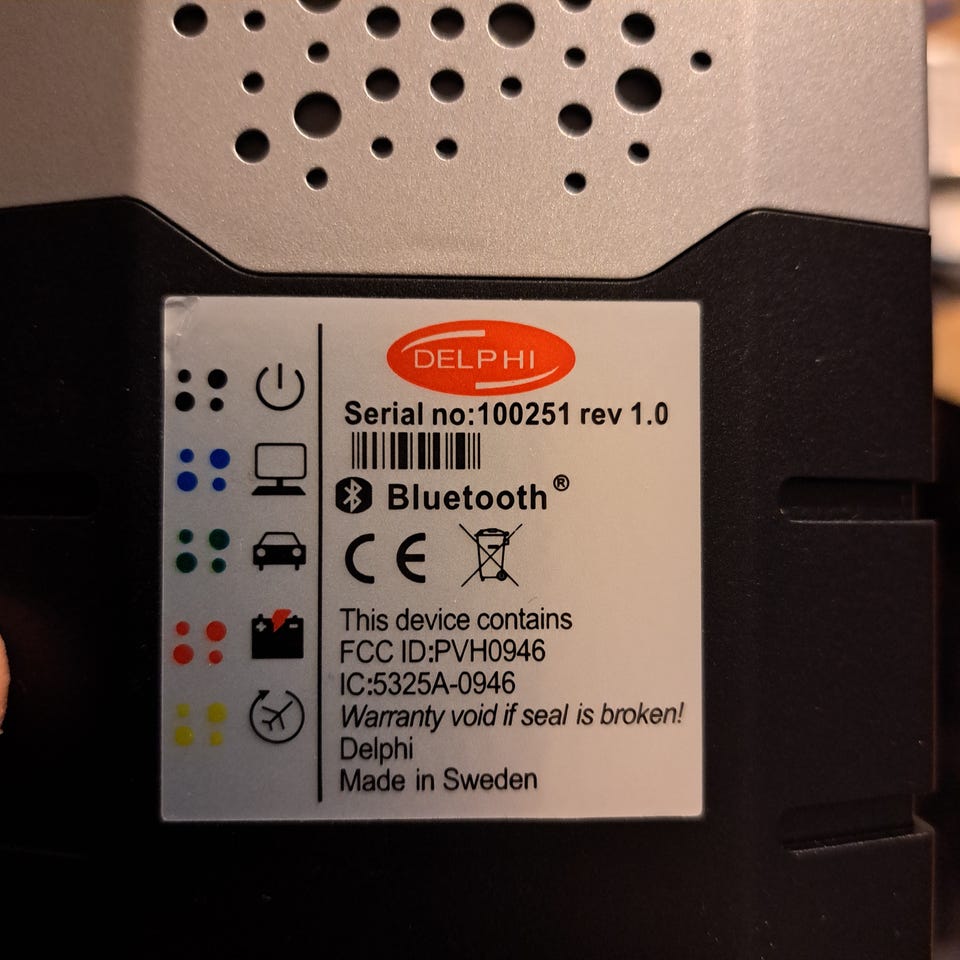 DELPHI
Serial no:100251 rev 1.0
Bluetooth®
CE
This device contains
FCC ID:PVH0946
IC:5325A-0946
Warranty void if seal is broken!
Delphi
Made in Sweden